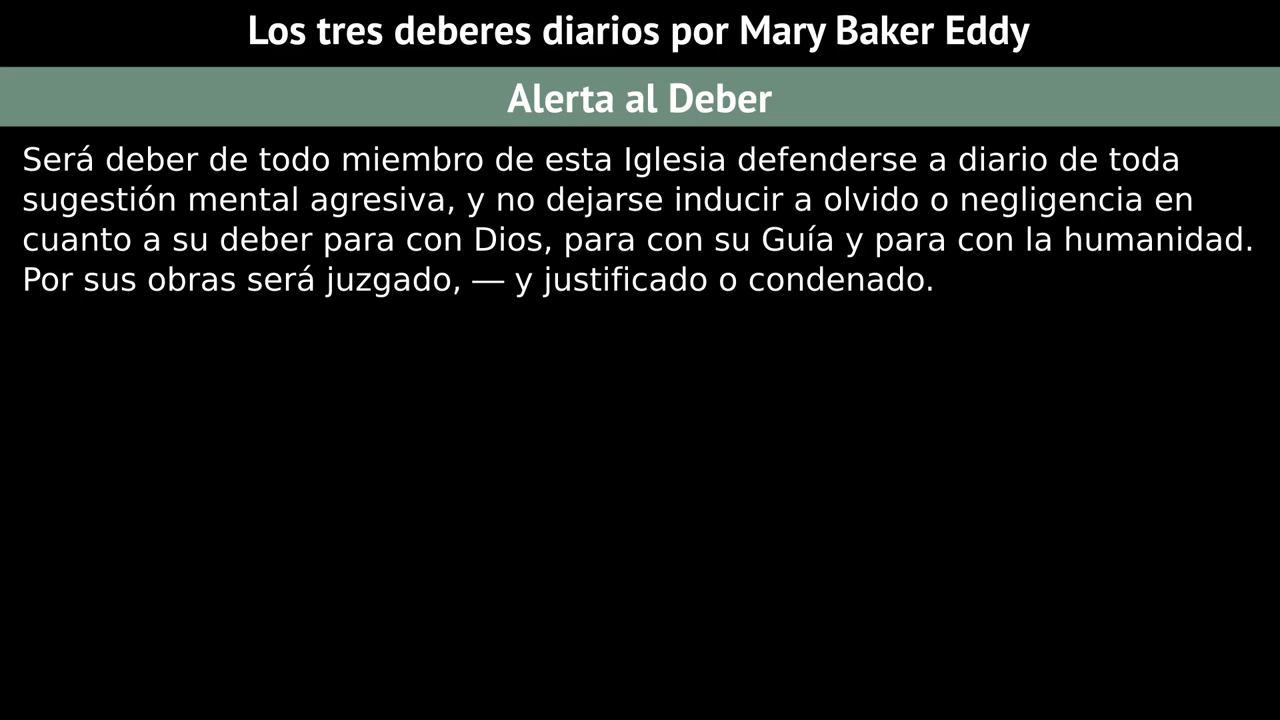 Los tres deberes diarios por Mary Baker Eddy
Alerta al Deber
Será deber de todo miembro de esta Iglesia defenderse a diario de toda
sugestión mental agresiva, y no dejarse inducir a olvido o negligencia en
cuanto a su deber para con Dios, para con su Guía y para con la humanidad.
Por sus obras será juzgado, — y justificado o condenado.